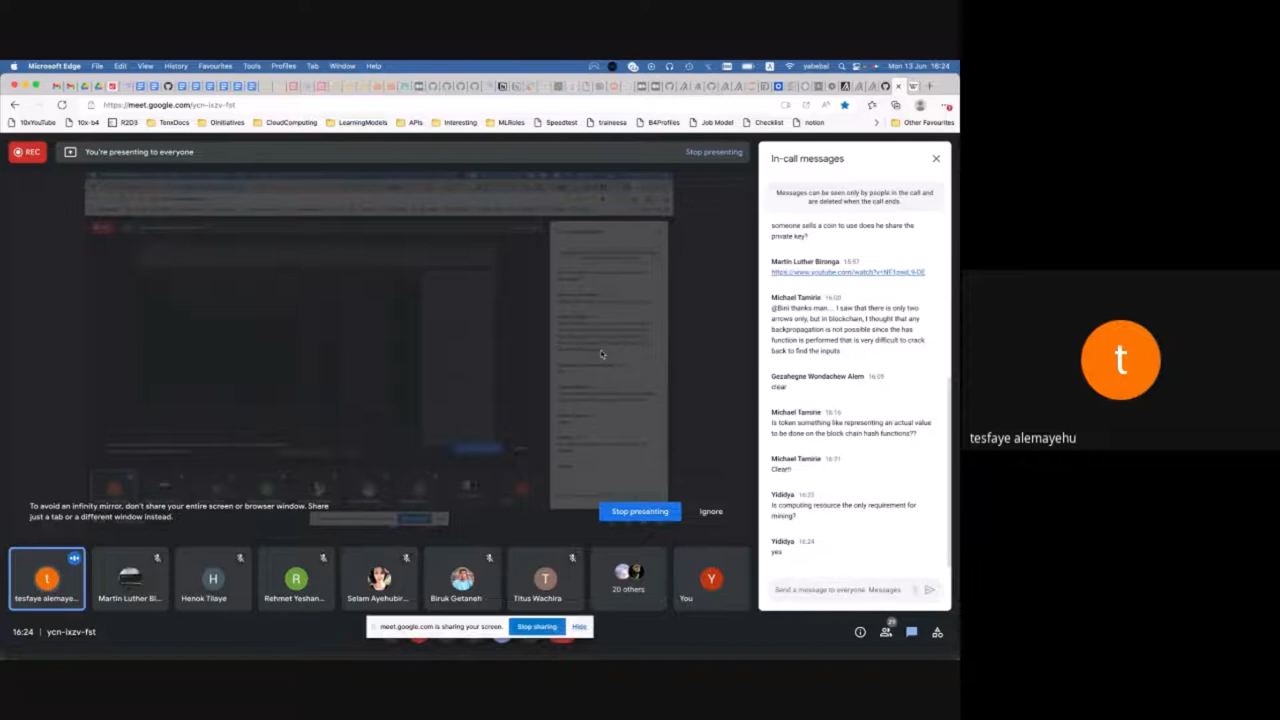 Microsoft Edge File Edit View History Favourites Tools Profiles Tab Window Help
yabebal Mon 13 Jun 16:24
https://meet.google.com/ycn-ixzv-fst
10xYouTube 10x-b4 R2D3 TenxDocs OInitiatives CloudComputing LearningModels APIs Interesting MLRoles Speedtest traineesa B4Profiles Job Model Checklist notion Other Favourites
REC You're presenting to everyone Stop presenting
In-call messages
Messages can be seen only by people in the call and
are deleted when the call ends.
someone sells a coin to use does he share the
private key?
Martin Luther Bironga 15:57
Michael Tamirie 16:00
@Bini thanks man... I saw that there is only two
arrows only, but in blockchain, I thought that any
backpropagation is not possible since the has
function is performed that is very difficult to crack
back to find the inputs
Gezahegne Wondachew Alem 16:09
clear
Michael Tamirie 16:16
Is token something like representing an actual value
to be done on the block chain hash functions??
Michael Tamirie 16:21
Clear!!
Yididya 16:23
Is computing resource the only requirement for
mining?
Yididya 16:24
yes
Send a message to everyone. Messages
To avoid an infinity mirror, don't share your entire screen or browser window. Share
just a tab or a different window instead.
Stop presenting Ignore
t
tesfaye alemayehu
t H R T Y
tesfaye alemaye... Martin Luther Bi... Henok Tilaye Rehmet Yeshan... Selam Ayehubir... Biruk Getaneh Titus Wachira 20 others You
meet.google.com is sharing your screen. Stop sharing Hide
16:24 | ycn-ixzv-fst